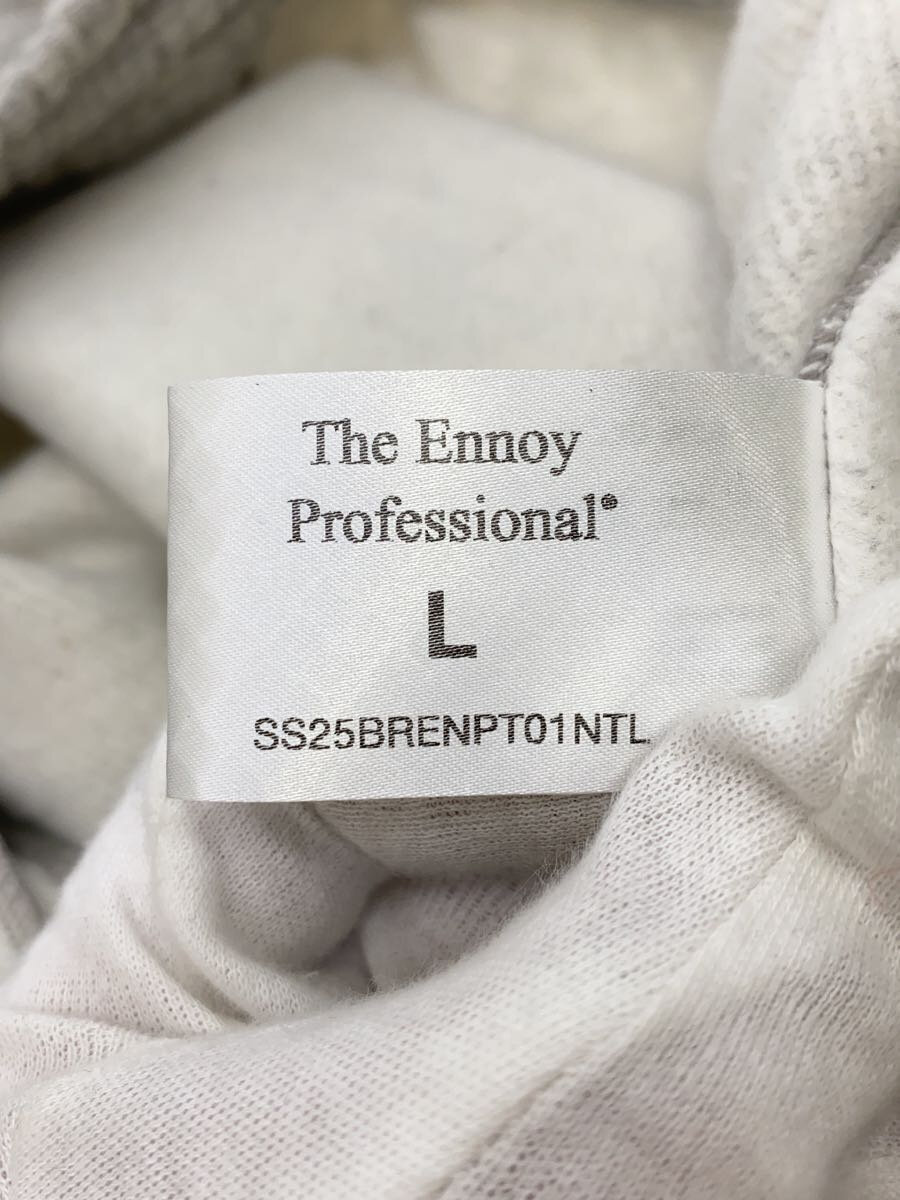 The Ennoy
Professional®
L
SS25BRENPT01NTL